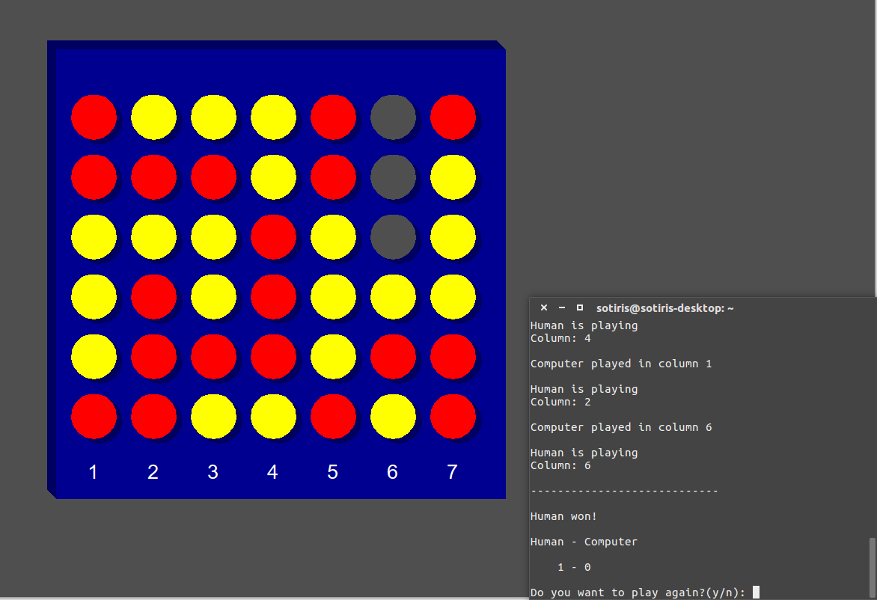 1 2 3 4 5 6 7
sotiris@sotiris-desktop: ~
Human is playing
Column: 4
Computer played in column 1
Human is playing
Column: 2
Computer played in column 6
Human is playing
Column: 6
----------------------------
Human won!
Human - Computer
1 - 0
Do you want to play again?(y/n):